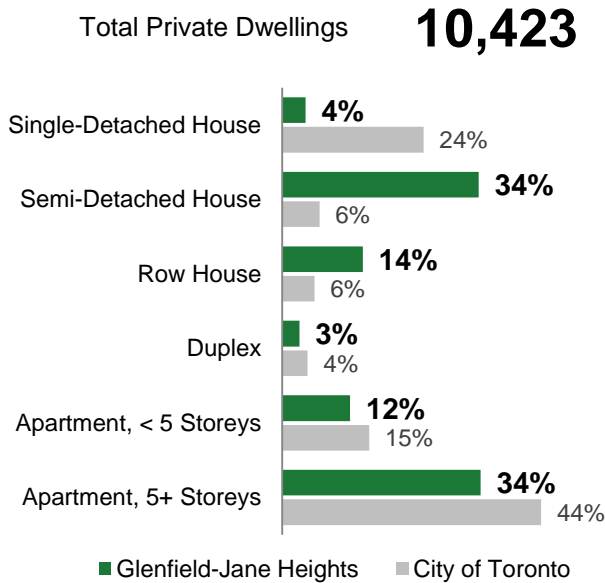 Total Private Dwellings 10,423
Single-Detached House 4%
24%
Semi-Detached House 34%
6%
Row House 14%
6%
Duplex 3%
4%
Apartment, < 5 Storeys 12%
15%
Apartment, 5+ Storeys 34%
44%
Glenfield-Jane Heights City of Toronto